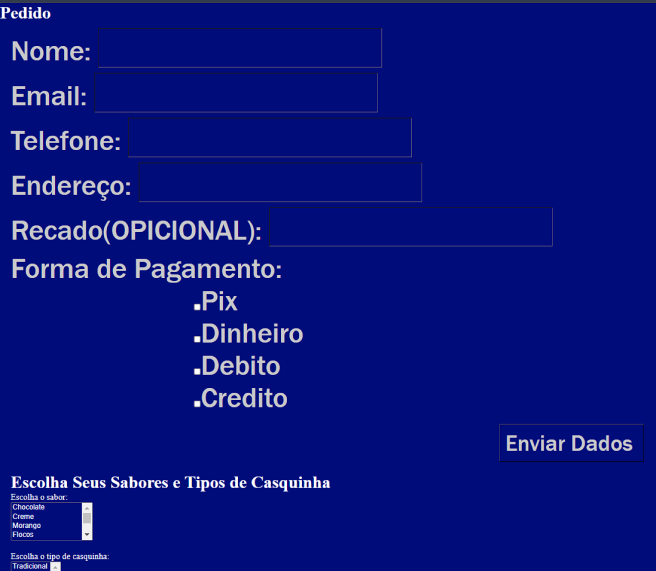 Pedido
Nome:
Email:
Telefone:
Endereço:
Recado(OPICIONAL):
Forma de Pagamento:
Pix
Dinheiro
Debito
Credito
Enviar Dados
Escolha Seus Sabores e Tipos de Casquinha
Escolha o sabor:
Chocolate
Creme
Morango
Flocos
Escolha o tipo de casquinha:
Tradicional